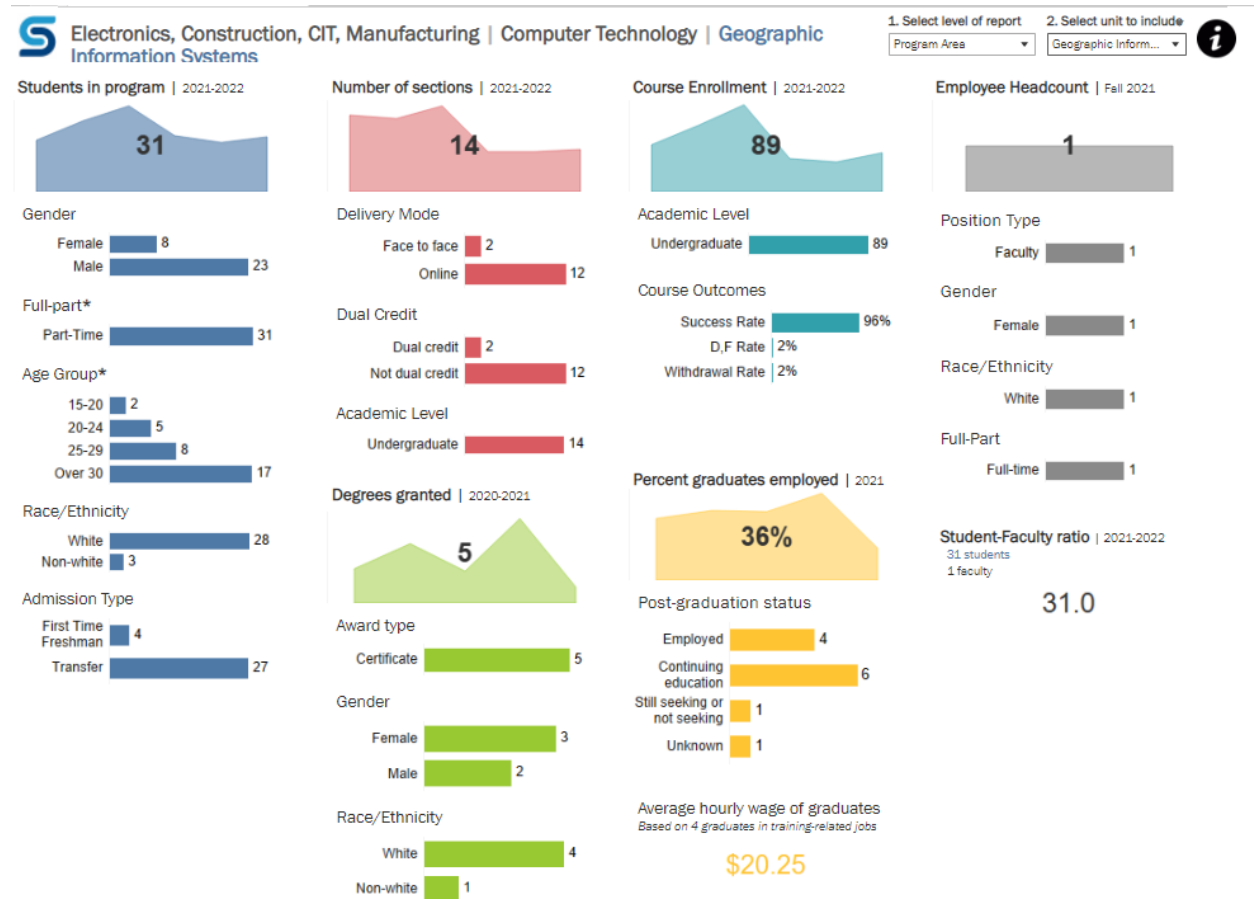 Electronics, Construction, CIT, Manufacturing | Computer Technology | Geographic
Information Systems
1. Select level of report
Program Area
2. Select unit to include
Geographic Inform...
i
Students in program | 2021-2022
31
Gender
Female 8
Male 23
Full-part*
Part-Time 31
Age Group*
15-20 2
20-24 5
25-29 8
Over 30 17
Race/Ethnicity
White 28
Non-white 3
Admission Type
First Time
Freshman 4
Transfer 27
Number of sections | 2021-2022
14
Delivery Mode
Face to face 2
Online 12
Dual Credit
Dual credit 2
Not dual credit 12
Academic Level
Undergraduate 14
Degrees granted | 2020-2021
5
Award type
Certificate 5
Gender
Female 3
Male 2
Race/Ethnicity
White 4
Non-white 1
Course Enrollment | 2021-2022
89
Academic Level
Undergraduate 89
Course Outcomes
Success Rate 96%
D,F Rate 2%
Withdrawal Rate 2%
Percent graduates employed | 2021
36%
Post-graduation status
Employed 4
Continuing
education 6
Still seeking or
not seeking 1
Unknown 1
Average hourly wage of graduates
Based on 4 graduates in training-related jobs
$20.25
Employee Headcount | Fall 2021
1
Position Type
Faculty 1
Gender
Female 1
Race/Ethnicity
White 1
Full-Part
Full-time 1
Student-Faculty ratio | 2021-2022
31 students
1 faculty
31.0